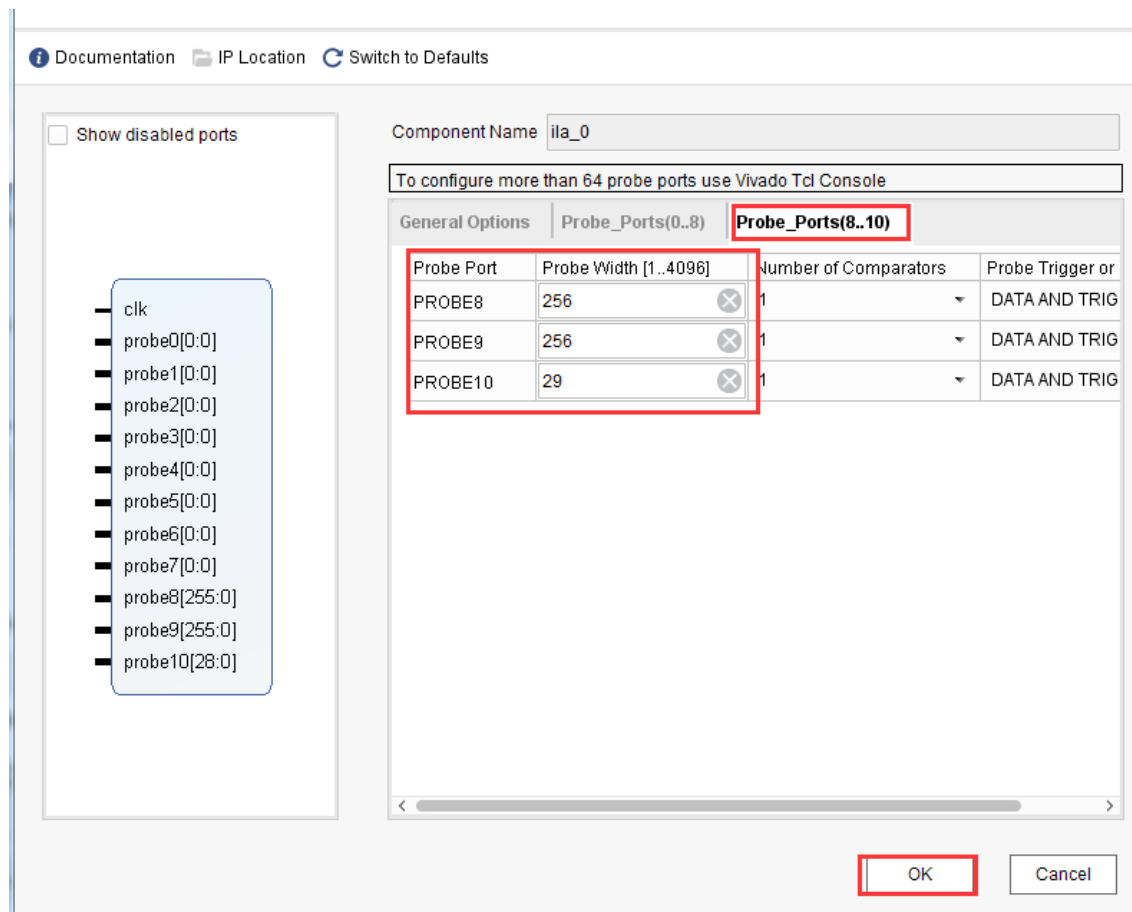 Documentation IP Location Switch to Defaults
Show disabled ports
clk
probe0[0:0]
probe1[0:0]
probe2[0:0]
probe3[0:0]
probe4[0:0]
probe5[0:0]
probe6[0:0]
probe7[0:0]
probe8[255:0]
probe9[255:0]
probe10[28:0]
Component Name ila_0
To configure more than 64 probe ports use Vivado Tcl Console
General Options Probe_Ports(0..8) Probe_Ports(8..10)
Probe Port Probe Width [1..4096] Number of Comparators Probe Trigger or
PROBE8 256 1 DATA AND TRIG
PROBE9 256 1 DATA AND TRIG
PROBE10 29 1 DATA AND TRIG
OK Cancel